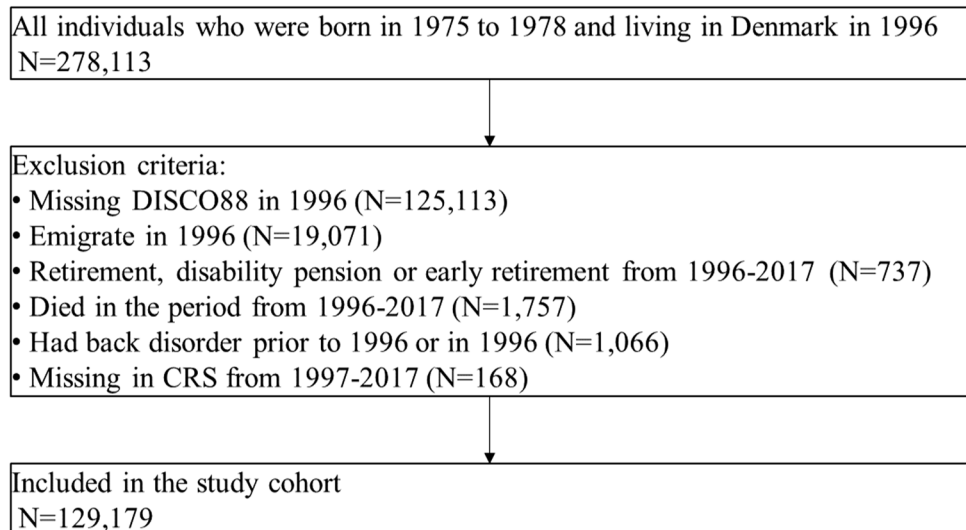 All individuals who were born in 1975 to 1978 and living in Denmark in 1996
N=278,113
Exclusion criteria:
• Missing DISCO88 in 1996 (N=125,113)
• Emigrate in 1996 (N=19,071)
• Retirement, disability pension or early retirement from 1996-2017 (N=737)
• Died in the period from 1996-2017 (N=1,757)
• Had back disorder prior to 1996 or in 1996 (N=1,066)
• Missing in CRS from 1997-2017 (N=168)
Included in the study cohort
N=129,179